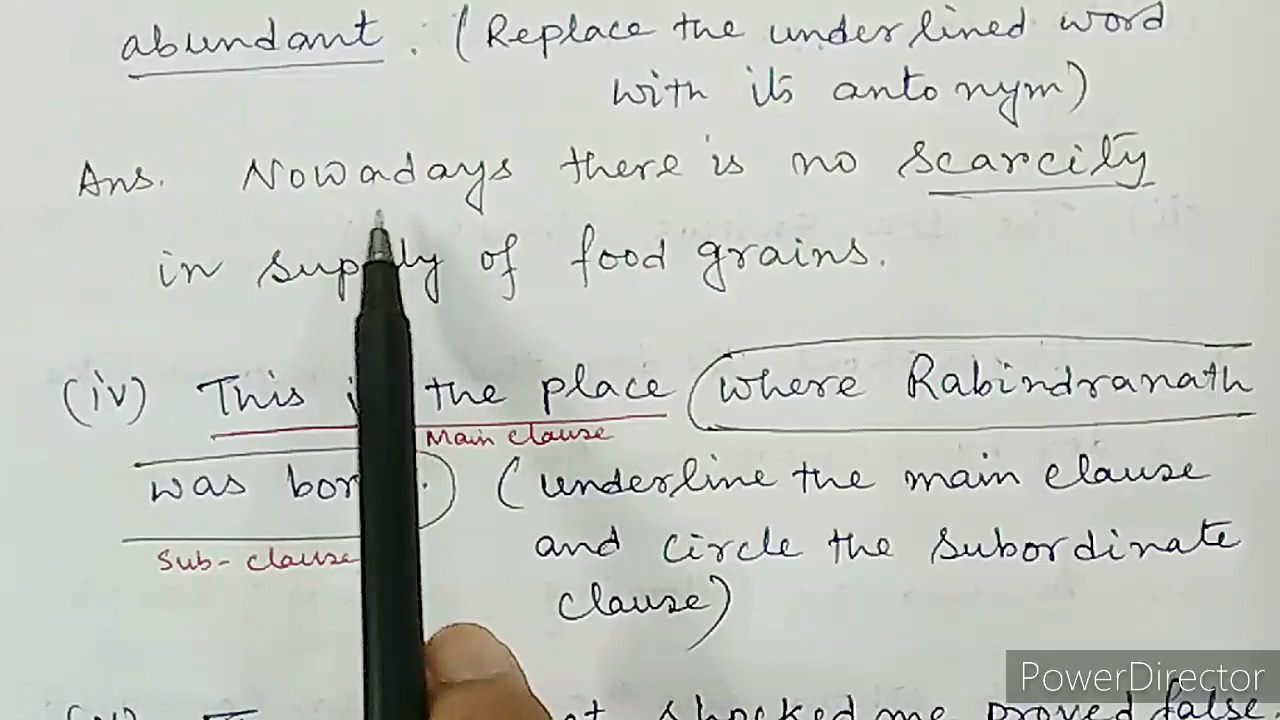 abundant. (Replace the underlined word
with its antonym)
Ans. Nowadays there is no scarcity
in supply of food grains.
(iv) This the place (where Rabindranath
Main clause
was (underline the main clause
Sub-clause and circle the subordinate
clause)
shocked me proved false.
PowerDirector